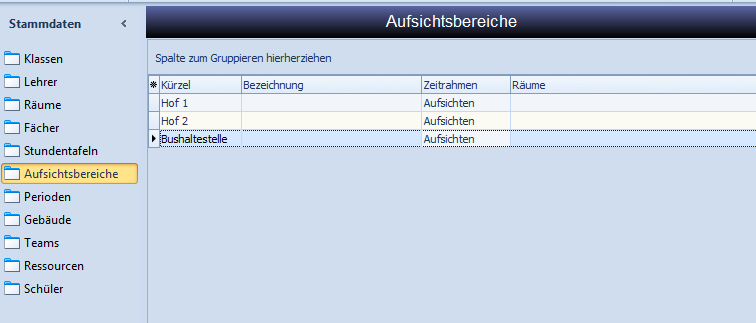 Stammdaten
Klassen
Lehrer
Räume
Fächer
Stundentafeln
Aufsichtsbereiche
Perioden
Gebäude
Teams
Ressourcen
Schüler
Aufsichtsbereiche
Spalte zum Gruppieren hierherziehen
Kürzel Bezeichnung Zeitrahmen Räume
Hof 1 Aufsichten
Hof 2 Aufsichten
Bushaltestelle Aufsichten